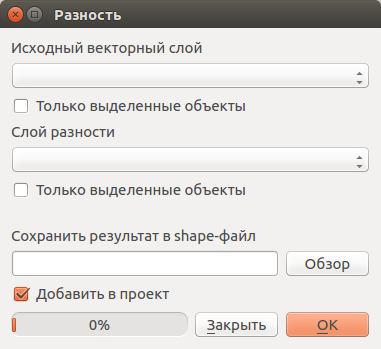 Разность
Исходный векторный слой
Только выделенные объекты
Слой разности
Только выделенные объекты
Сохранить результат в shape-файл
Обзор
Добавить в проект
0%
Закрыть
OK